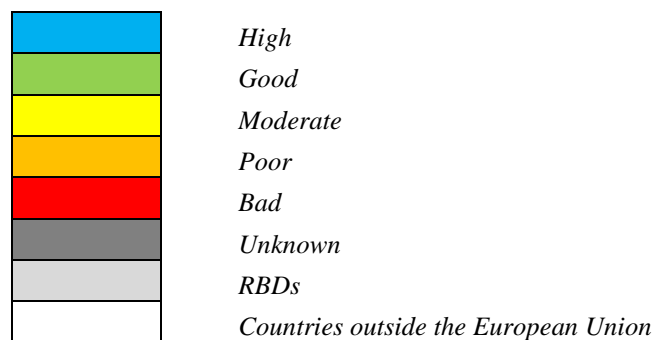 High
Good
Moderate
Poor
Bad
Unknown
RBDs
Countries outside the European Union